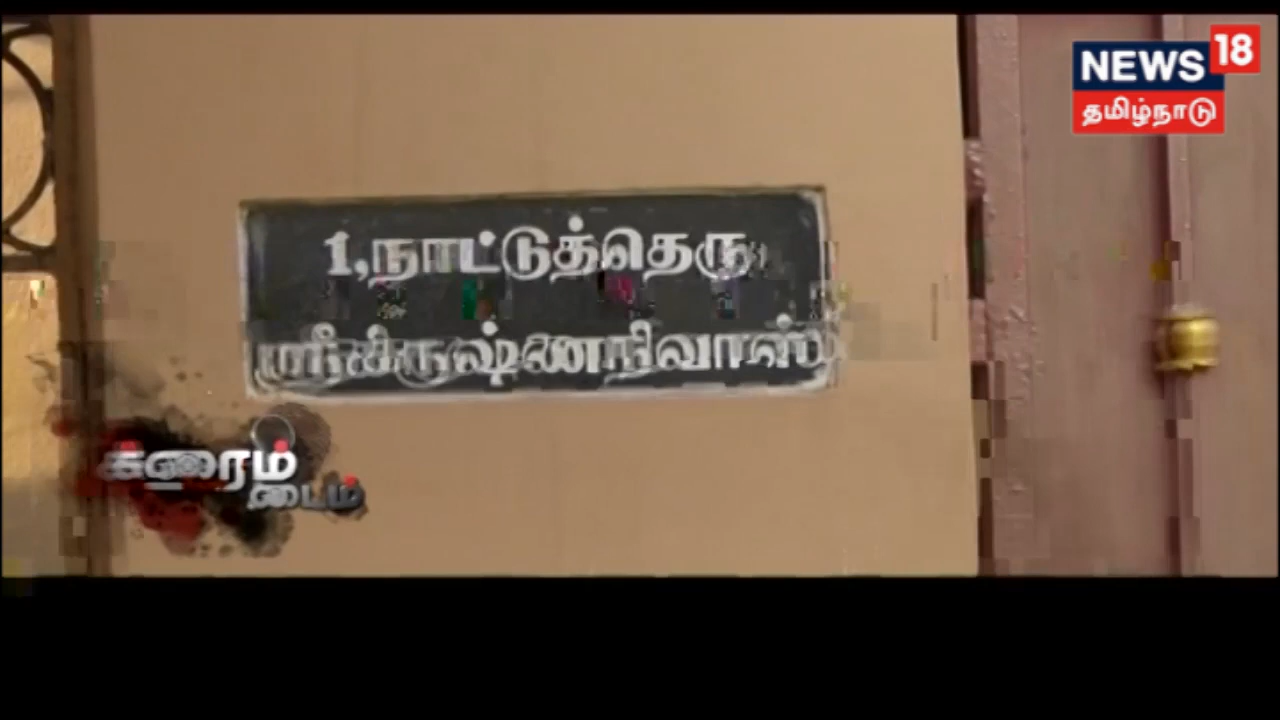 NEWS 18
தமிழ்நாடு
1,நாட்டுத்தெரு
ஸ்ரீகிருஷ்ணநிவாஸ்
க்ரைம்
டைம்